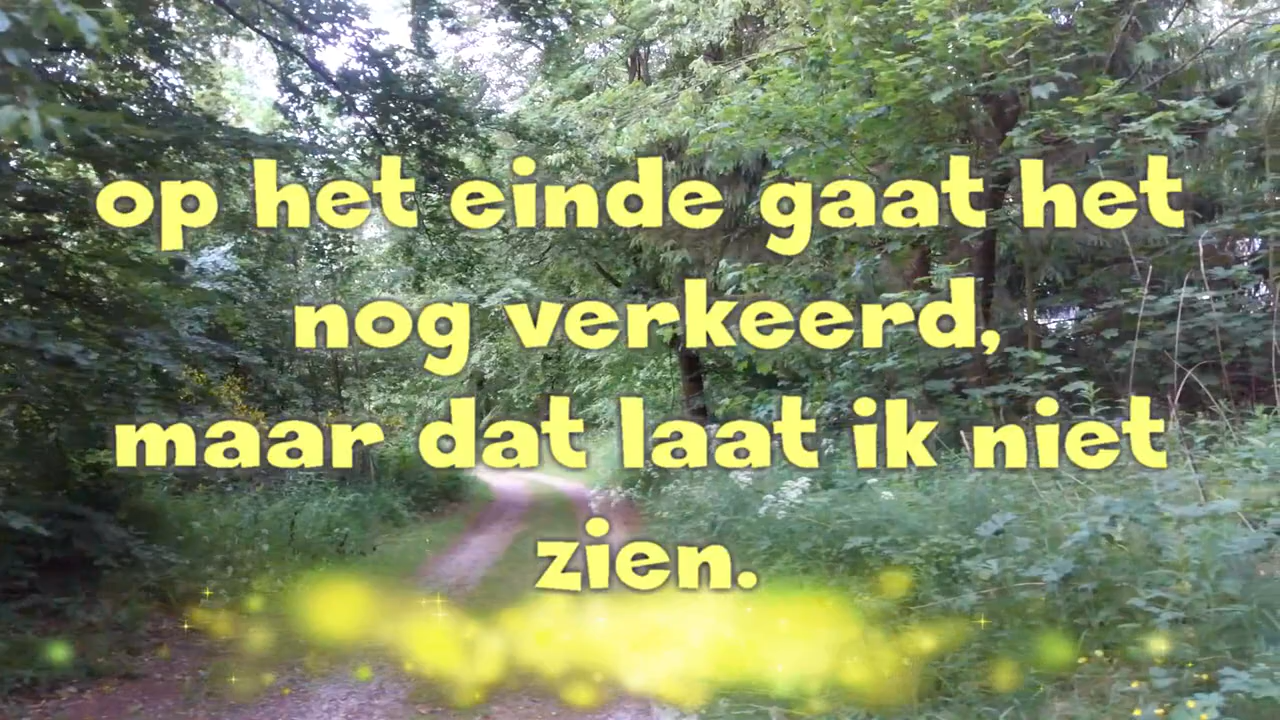 op het einde gaat het
nog verkeerd,
maar dat laat ik niet
zien.